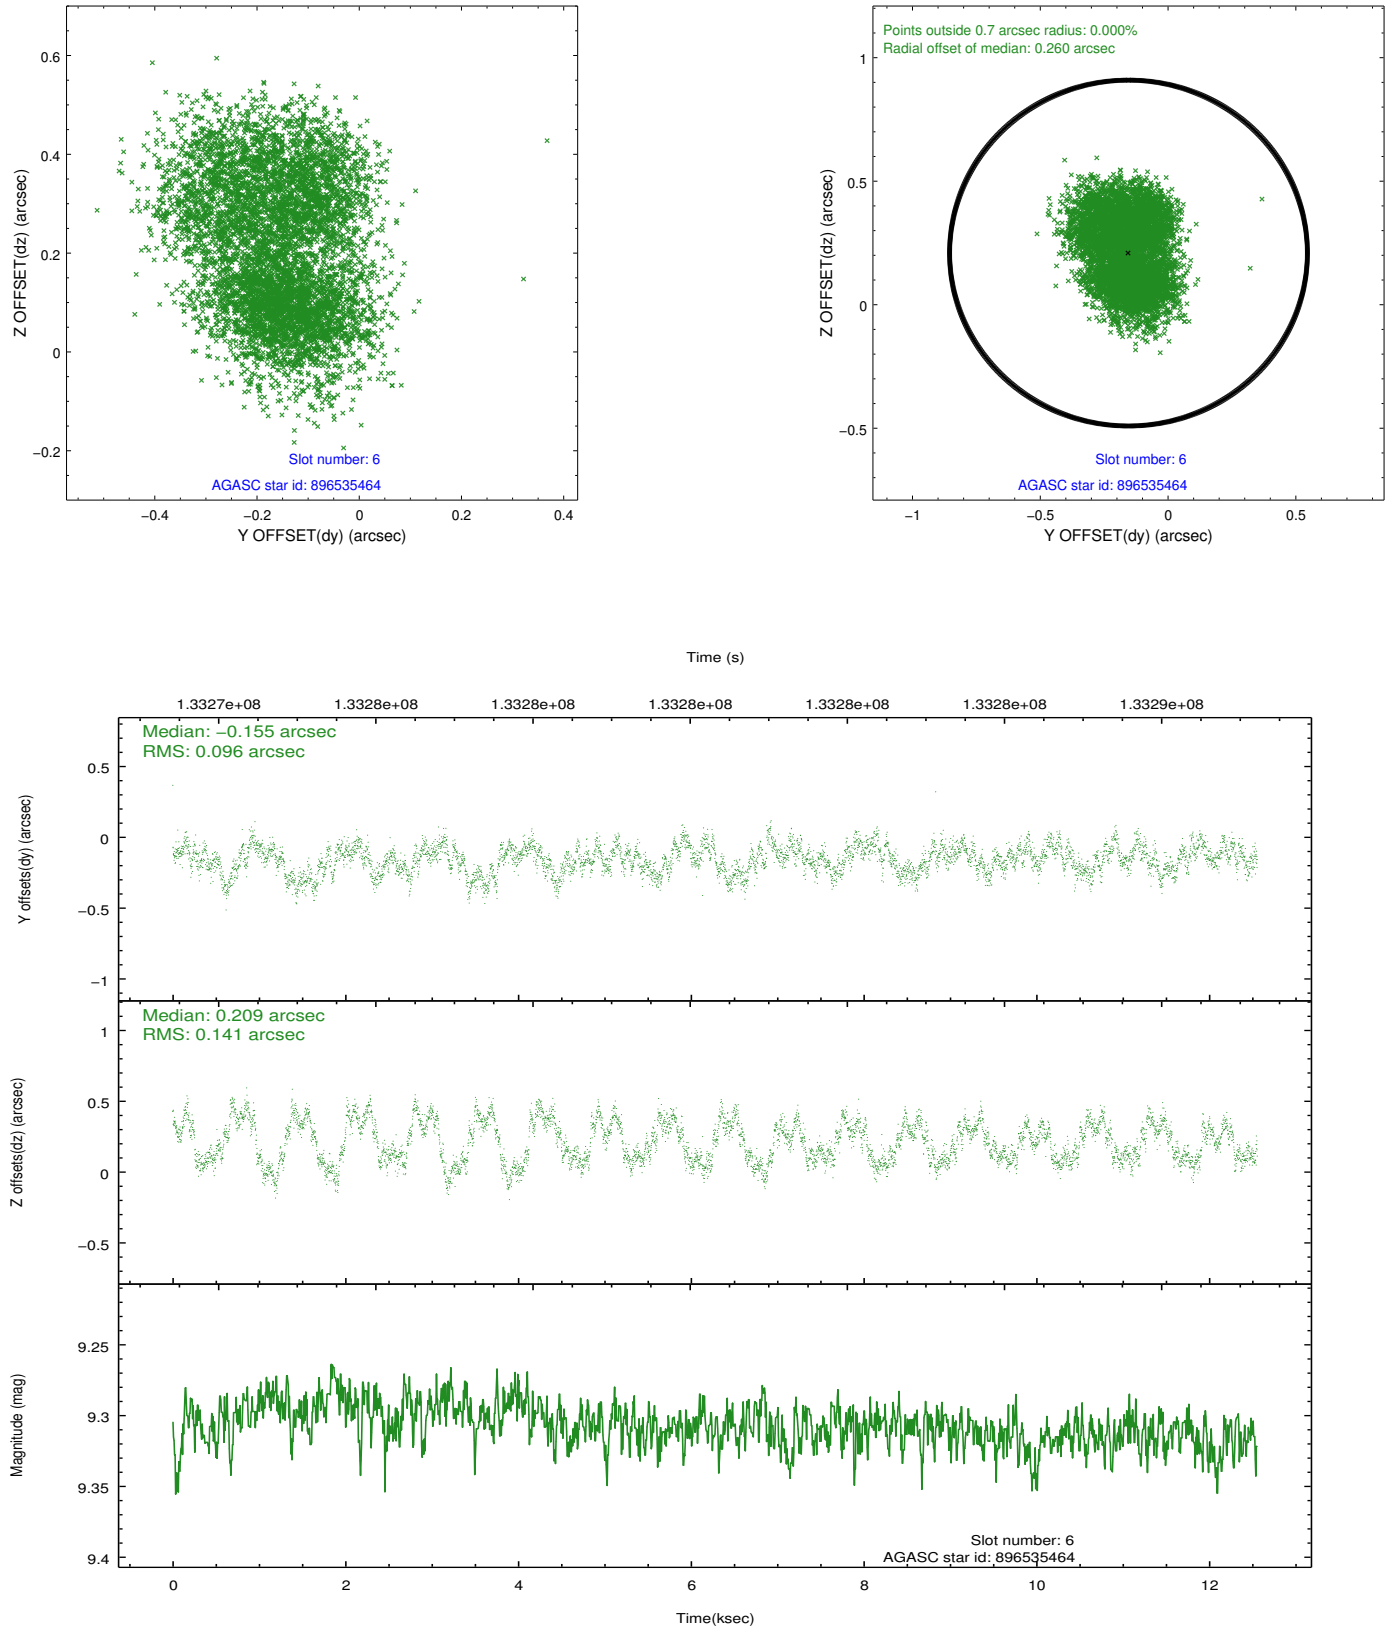 0.6
0.4
0.2
0
−0.2
Z OFFSET(dz) (arcsec)
Slot number: 6
AGASC star id: 896535464
−0.4 −0.2 0 0.2 0.4
Y OFFSET(dy) (arcsec)
Points outside 0.7 arcsec radius: 0.000%
Radial offset of median: 0.260 arcsec
1
0.5
0
−0.5
Z OFFSET(dz) (arcsec)
Slot number: 6
AGASC star id: 896535464
−1 −0.5 0 0.5
Y OFFSET(dy) (arcsec)
Time (s)
1.3327e+08 1.3328e+08 1.3328e+08 1.3328e+08 1.3328e+08 1.3328e+08 1.3329e+08
Median: −0.155 arcsec
RMS: 0.096 arcsec
0.5
0
−0.5
−1
Y offsets(dy) (arcsec)
Median: 0.209 arcsec
RMS: 0.141 arcsec
1
0.5
0
−0.5
Z offsets(dz) (arcsec)
9.25
9.3
9.35
9.4
Magnitude (mag)
Slot number: 6
AGASC star id: 896535464
0 2 4 6 8 10 12
Time(ksec)